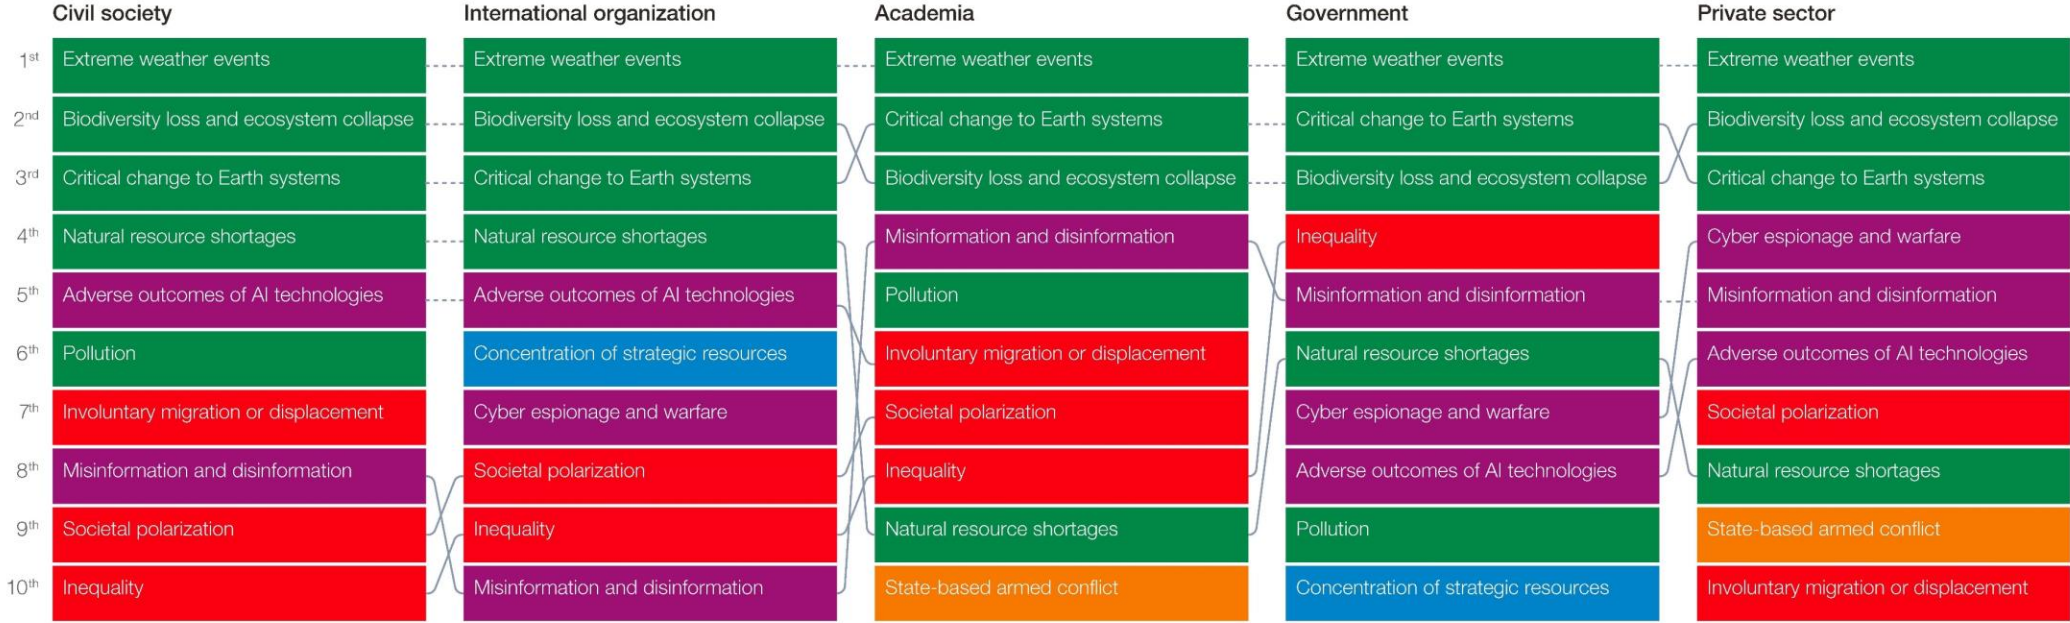 Civil society International organization Academia Government Private sector
1st Extreme weather events Extreme weather events Extreme weather events Extreme weather events Extreme weather events
2nd Biodiversity loss and ecosystem collapse Biodiversity loss and ecosystem collapse Critical change to Earth systems Critical change to Earth systems Biodiversity loss and ecosystem collapse
3rd Critical change to Earth systems Critical change to Earth systems Biodiversity loss and ecosystem collapse Biodiversity loss and ecosystem collapse Critical change to Earth systems
4th Natural resource shortages Natural resource shortages Misinformation and disinformation Inequality Cyber espionage and warfare
5th Adverse outcomes of AI technologies Adverse outcomes of AI technologies Pollution Misinformation and disinformation Misinformation and disinformation
6th Pollution Concentration of strategic resources Involuntary migration or displacement Natural resource shortages Adverse outcomes of AI technologies
7th Involuntary migration or displacement Cyber espionage and warfare Societal polarization Cyber espionage and warfare Societal polarization
8th Misinformation and disinformation Societal polarization Inequality Adverse outcomes of AI technologies Natural resource shortages
9th Societal polarization Inequality Natural resource shortages Pollution State-based armed conflict
10th Inequality Misinformation and disinformation State-based armed conflict Concentration of strategic resources Involuntary migration or displacement